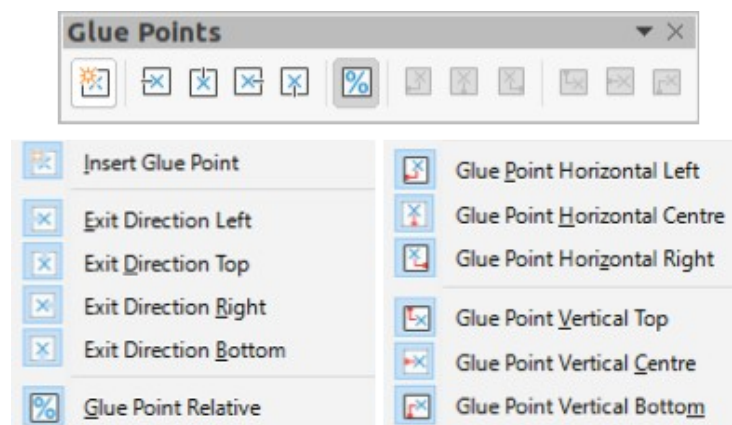 Glue Points
%
Insert Glue Point
Exit Direction Left
Exit Direction Top
Exit Direction Right
Exit Direction Bottom
% Glue Point Relative
Glue Point Horizontal Left
Glue Point Horizontal Centre
Glue Point Horizontal Right
Glue Point Vertical Top
Glue Point Vertical Centre
Glue Point Vertical Bottom